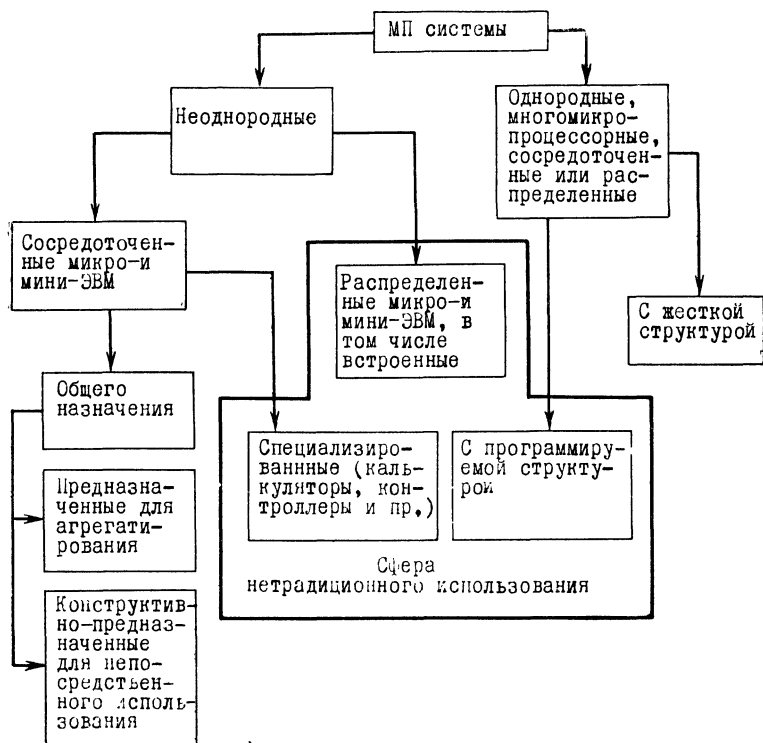 МП системы
Неоднородные
Однородные,
многомикро-
процессорные,
сосредоточен-
ные или рас-
пределенные
Сосредоточен-
ные микро-и
мини-ЭВМ
Распределен-
ные микро-и
мини-ЭВМ, в
том числе
встроенные
С жесткой
структурой
Общего
назначения
Специализиро-
ваннные (каль-
куляторы, кон-
троллеры и пр.)
С программиру-
емой структу-
рой
Предназна-
ченные для
агрегати-
рования
Сфера
нетрадиционного использования
Конструктив-
но-предназ-
наченные
для непо-
средствен-
ного исполь-
зования